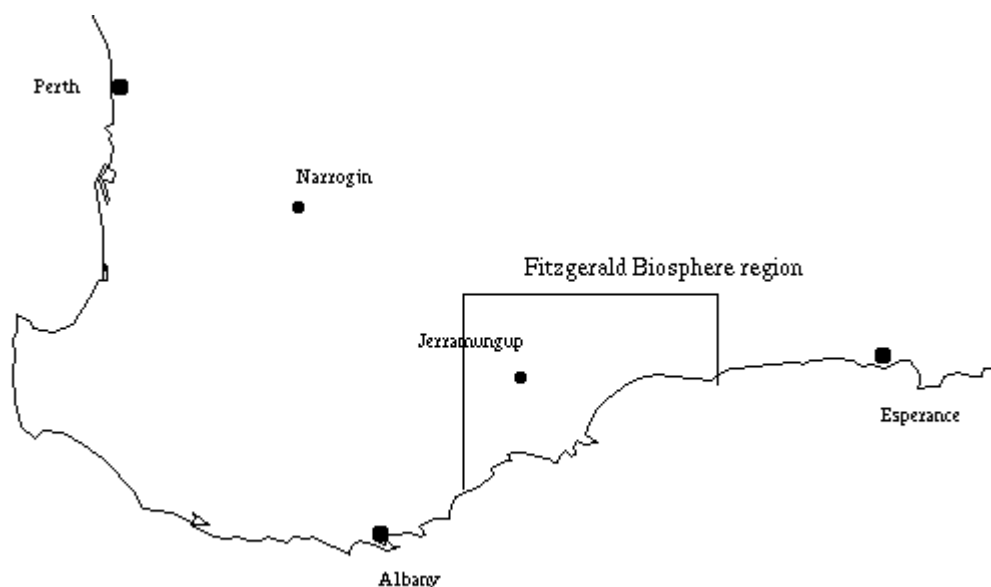 Perth
Narrogin
Fitzgerald Biosphere region
Jerramungup
Esperance
Albany